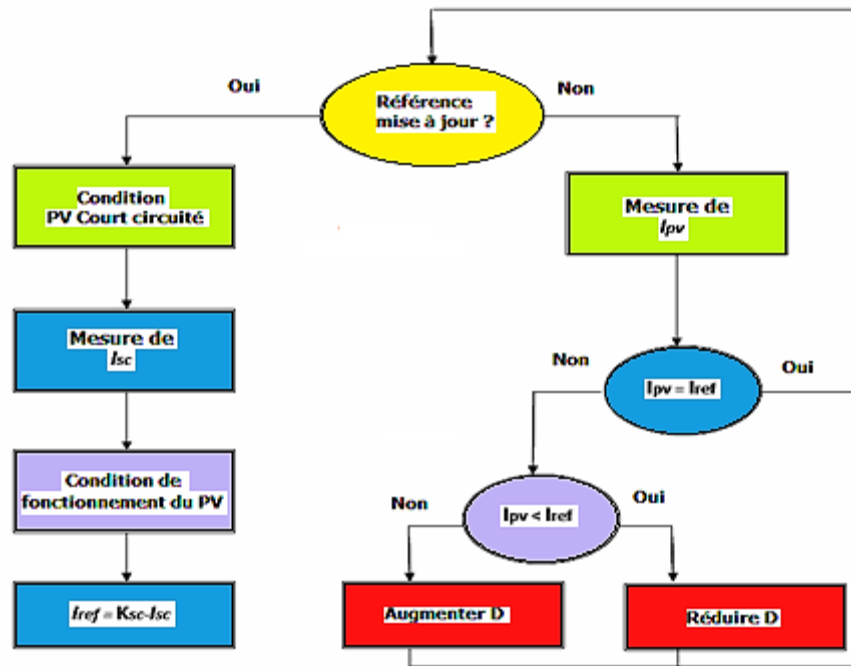 Oui
Référence
mise à jour ?
Non
Condition
PV Court circuité
Mesure de
Ipv
Mesure de
Isc
Non
Ipv = Iref
Oui
Condition de
fonctionnement du PV
Non
Ipv < Iref
Oui
Iref = Ksc-Isc
Augmenter D
Réduire D